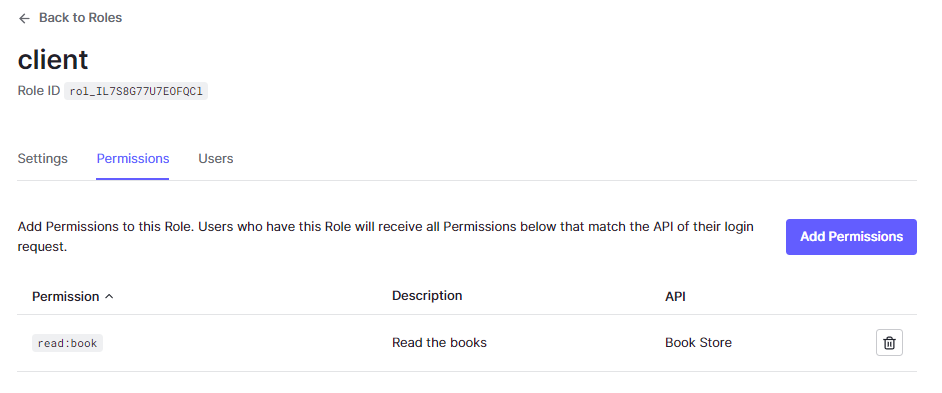 Back to Roles
client
Role ID rol_IL7S8G77U7EOFQCl
Settings Permissions Users
Add Permissions to this Role. Users who have this Role will receive all Permissions below that match the API of their login
request.
Add Permissions
Permission Description API
read:book Read the books Book Store